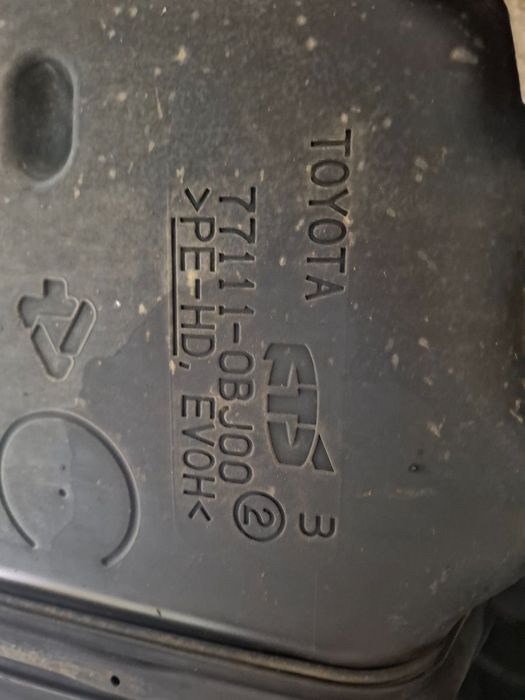 TOYOTA 3
77111-0BJ00 ②
>PE-HD, EVOH<